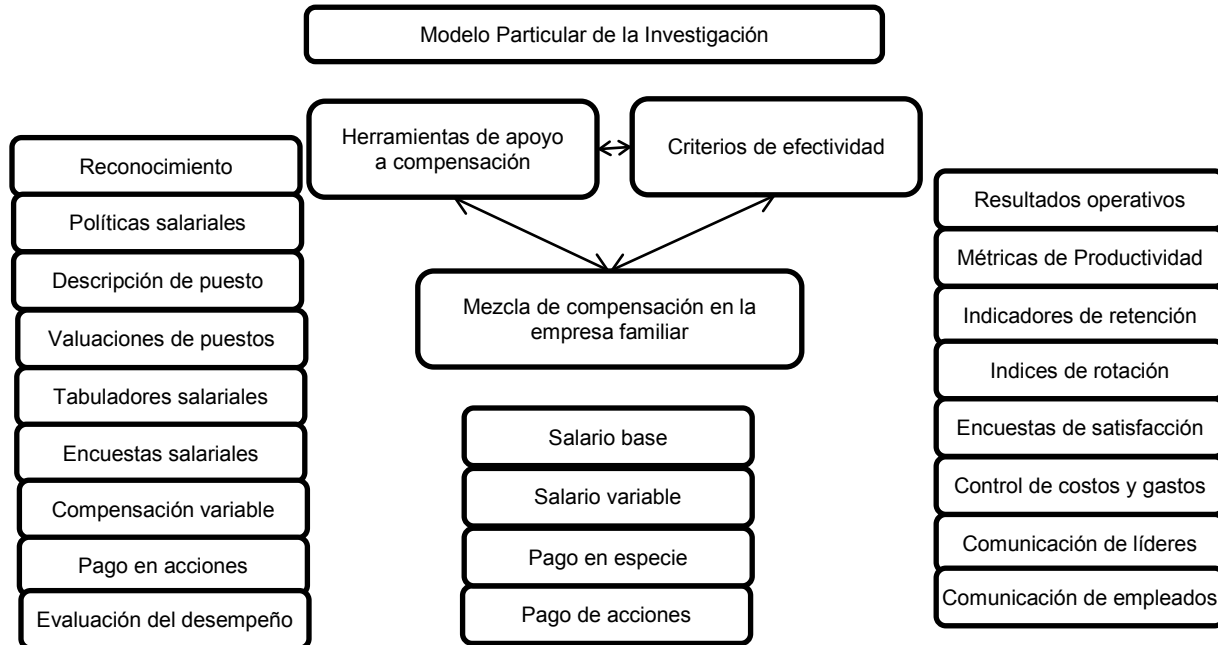 Modelo Particular de la Investigación
Herramientas de apoyo
a compensación
Criterios de efectividad
Mezcla de compensación en la
empresa familiar
Reconocimiento
Políticas salariales
Descripción de puesto
Valuaciones de puestos
Tabuladores salariales
Encuestas salariales
Compensación variable
Pago en acciones
Evaluación del desempeño
Salario base
Salario variable
Pago en especie
Pago de acciones
Resultados operativos
Métricas de Productividad
Indicadores de retención
Indices de rotación
Encuestas de satisfacción
Control de costos y gastos
Comunicación de líderes
Comunicación de empleados